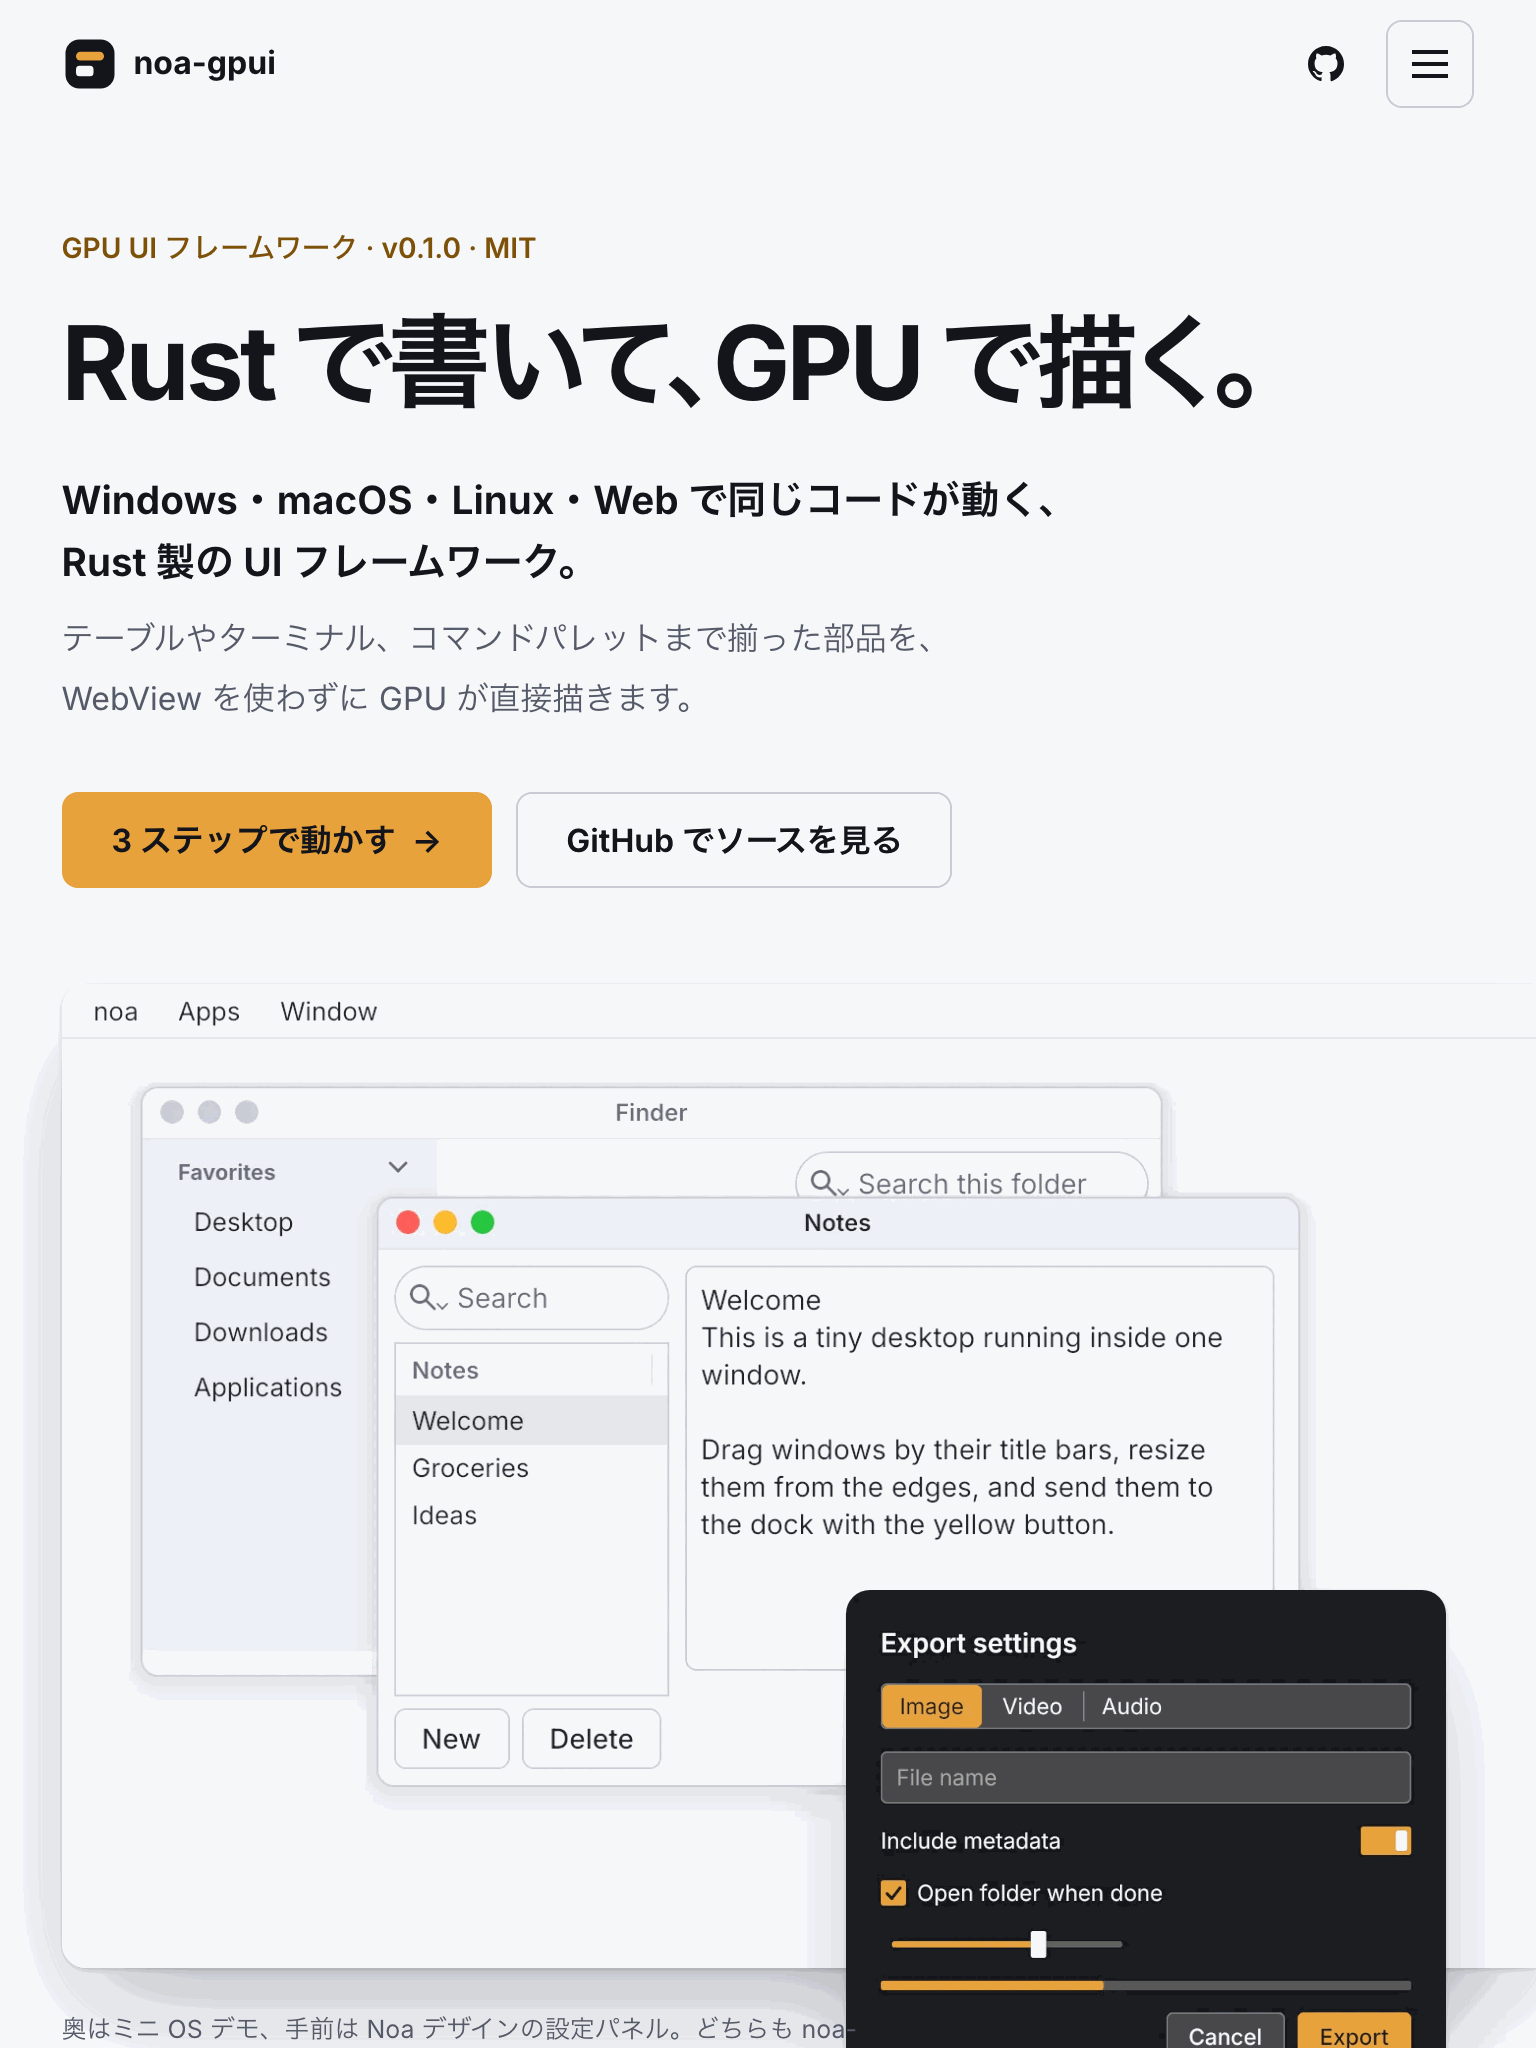 noa-gpui
GPU UI フレームワーク · v0.1.0 · MIT
Rust で書いて、GPU で描く。
Windows・macOS・Linux・Web で同じコードが動く、
Rust 製の UI フレームワーク。
テーブルやターミナル、コマンドパレットまで揃った部品を、
WebView を使わずに GPU が直接描きます。
3 ステップで動かす →
GitHub でソースを見る
noa Apps Window
Finder
Favorites
Search this folder
Desktop
Documents
Downloads
Applications
Notes
Search
Notes
Welcome
Groceries
Ideas
New
Delete
Welcome
This is a tiny desktop running inside one
window.
Drag windows by their title bars, resize
them from the edges, and send them to
the dock with the yellow button.
Export settings
Image Video Audio
File name
Include metadata
Open folder when done
Cancel
Export
奥はミニ OS デモ、手前は Noa デザインの設定パネル。どちらも noa-